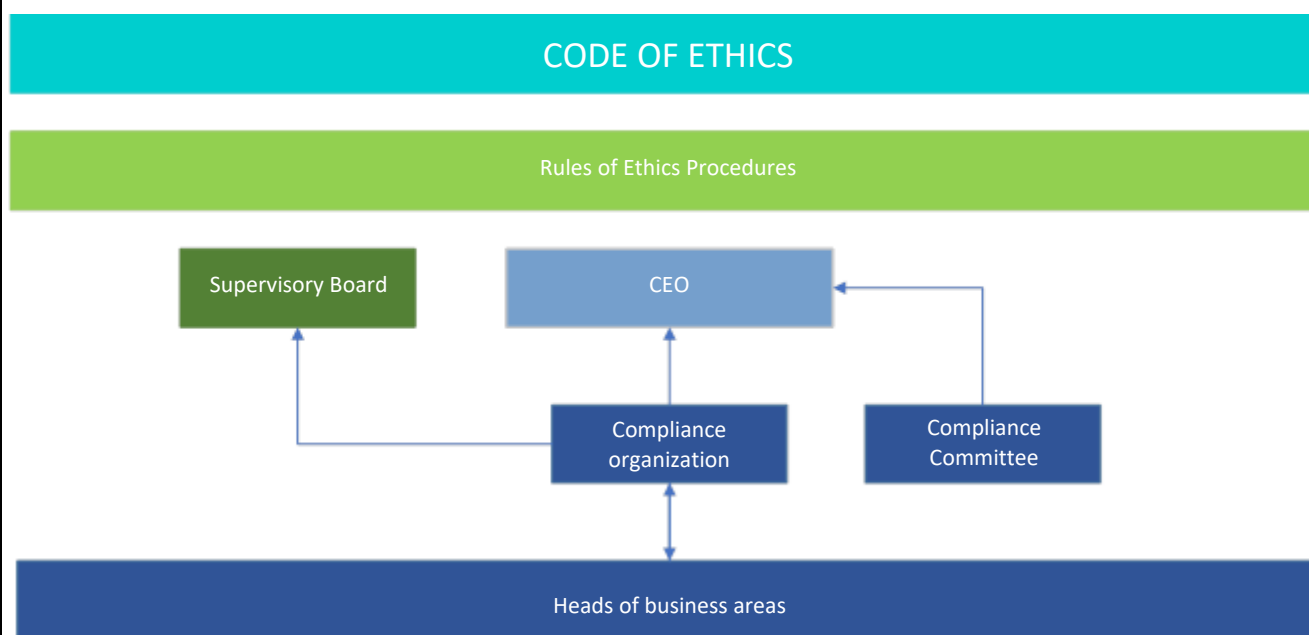 CODE OF ETHICS
Rules of Ethics Procedures
Supervisory Board
CEO
Compliance
organization
Compliance
Committee
Heads of business areas